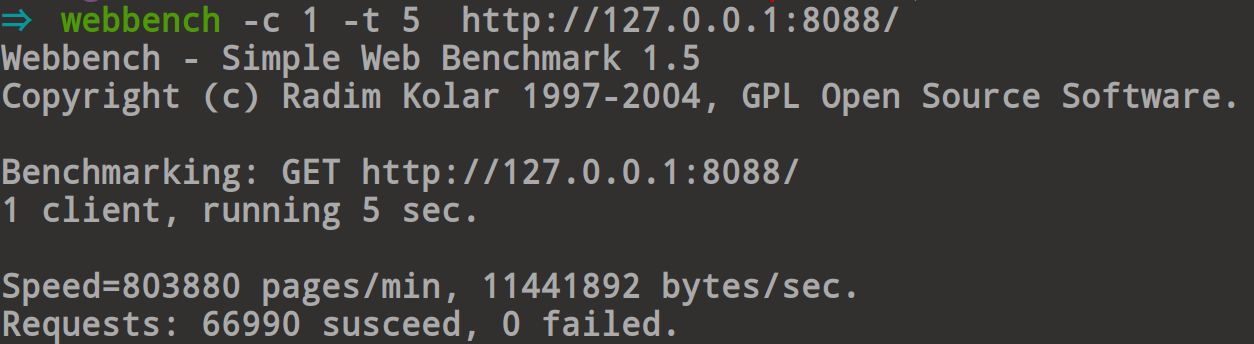 ⇒ webbench -c 1 -t 5  http://127.0.0.1:8088/
Webbench - Simple Web Benchmark 1.5
Copyright (c) Radim Kolar 1997-2004, GPL Open Source Software.
Benchmarking: GET http://127.0.0.1:8088/
1 client, running 5 sec.
Speed=803880 pages/min, 11441892 bytes/sec.
Requests: 66990 susceed, 0 failed.